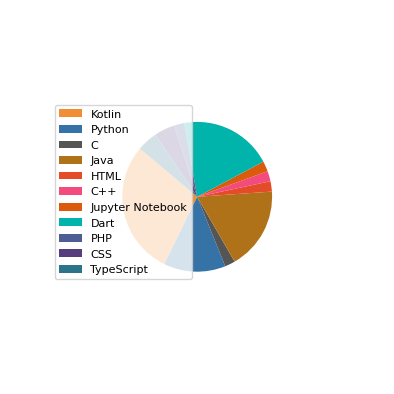 Kotlin
Python
C
Java
HTML
C++
Jupyter Notebook
Dart
PHP
CSS
TypeScript